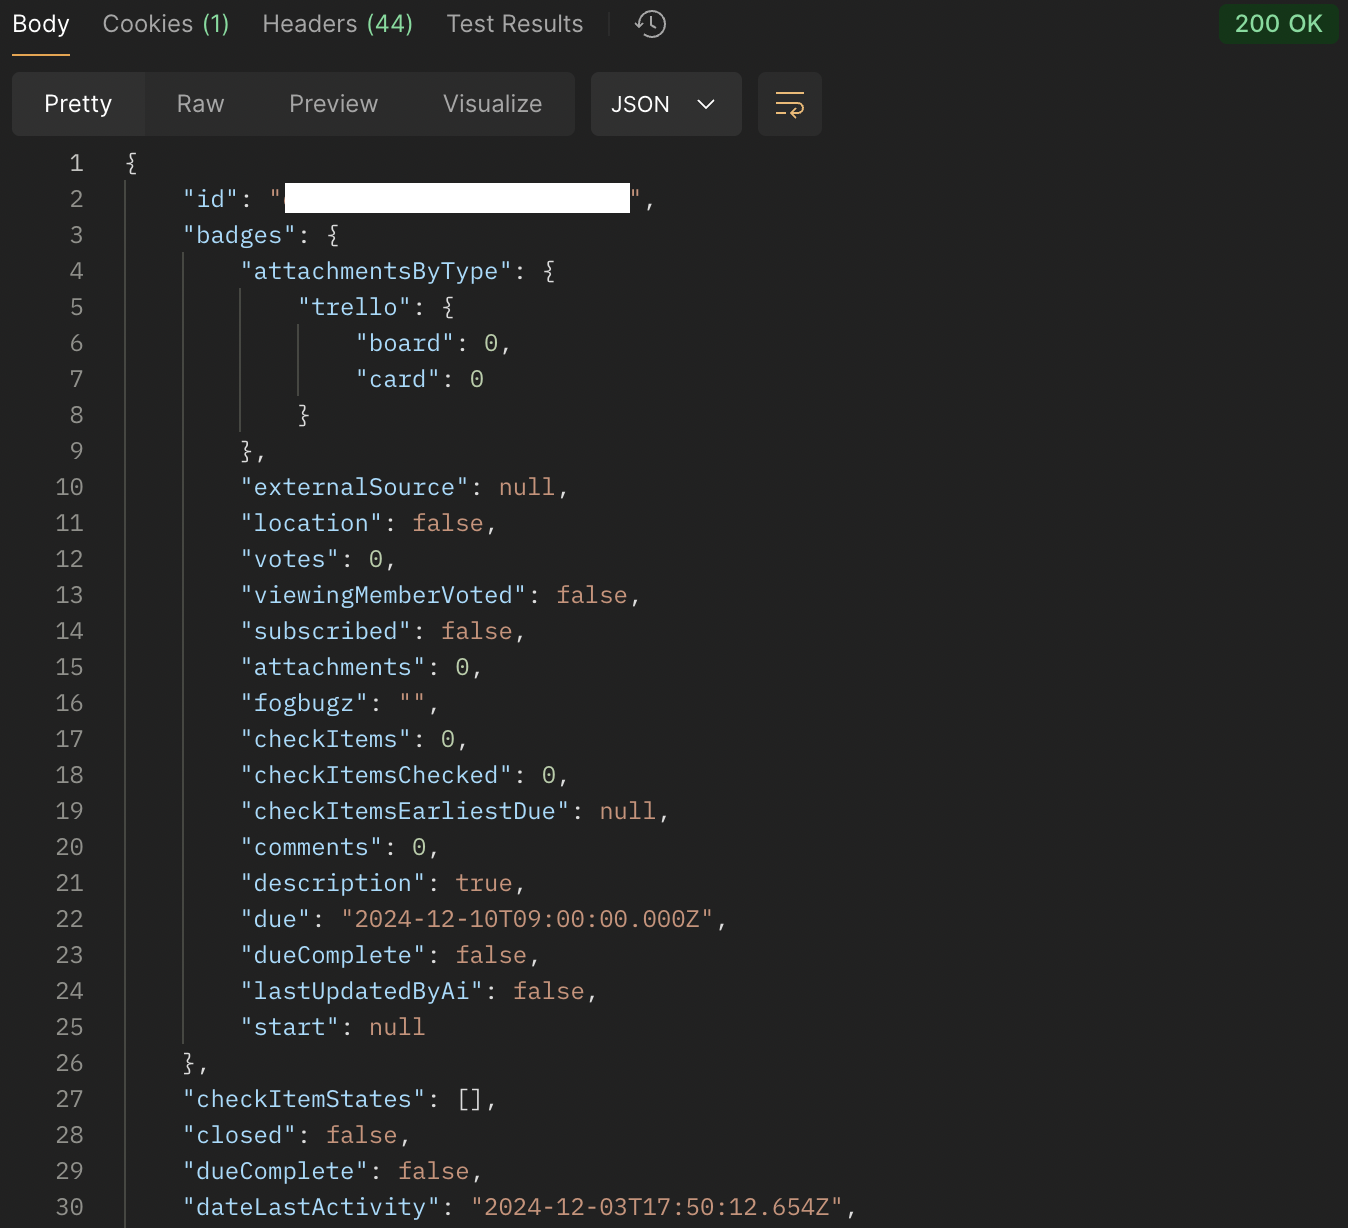 Body Cookies (1) Headers (44) Test Results 200 OK
Pretty Raw Preview Visualize JSON
1 {
2 "id": "",
3 "badges": {
4 "attachmentsByType": {
5 "trello": {
6 "board": 0,
7 "card": 0
8 }
9 },
10 "externalSource": null,
11 "location": false,
12 "votes": 0,
13 "viewingMemberVoted": false,
14 "subscribed": false,
15 "attachments": 0,
16 "fogbugz": "",
17 "checkItems": 0,
18 "checkItemsChecked": 0,
19 "checkItemsEarliestDue": null,
20 "comments": 0,
21 "description": true,
22 "due": "2024-12-10T09:00:00.000Z",
23 "dueComplete": false,
24 "lastUpdatedByAi": false,
25 "start": null
26 },
27 "checkItemStates": [],
28 "closed": false,
29 "dueComplete": false,
30 "dateLastActivity": "2024-12-03T17:50:12.654Z",